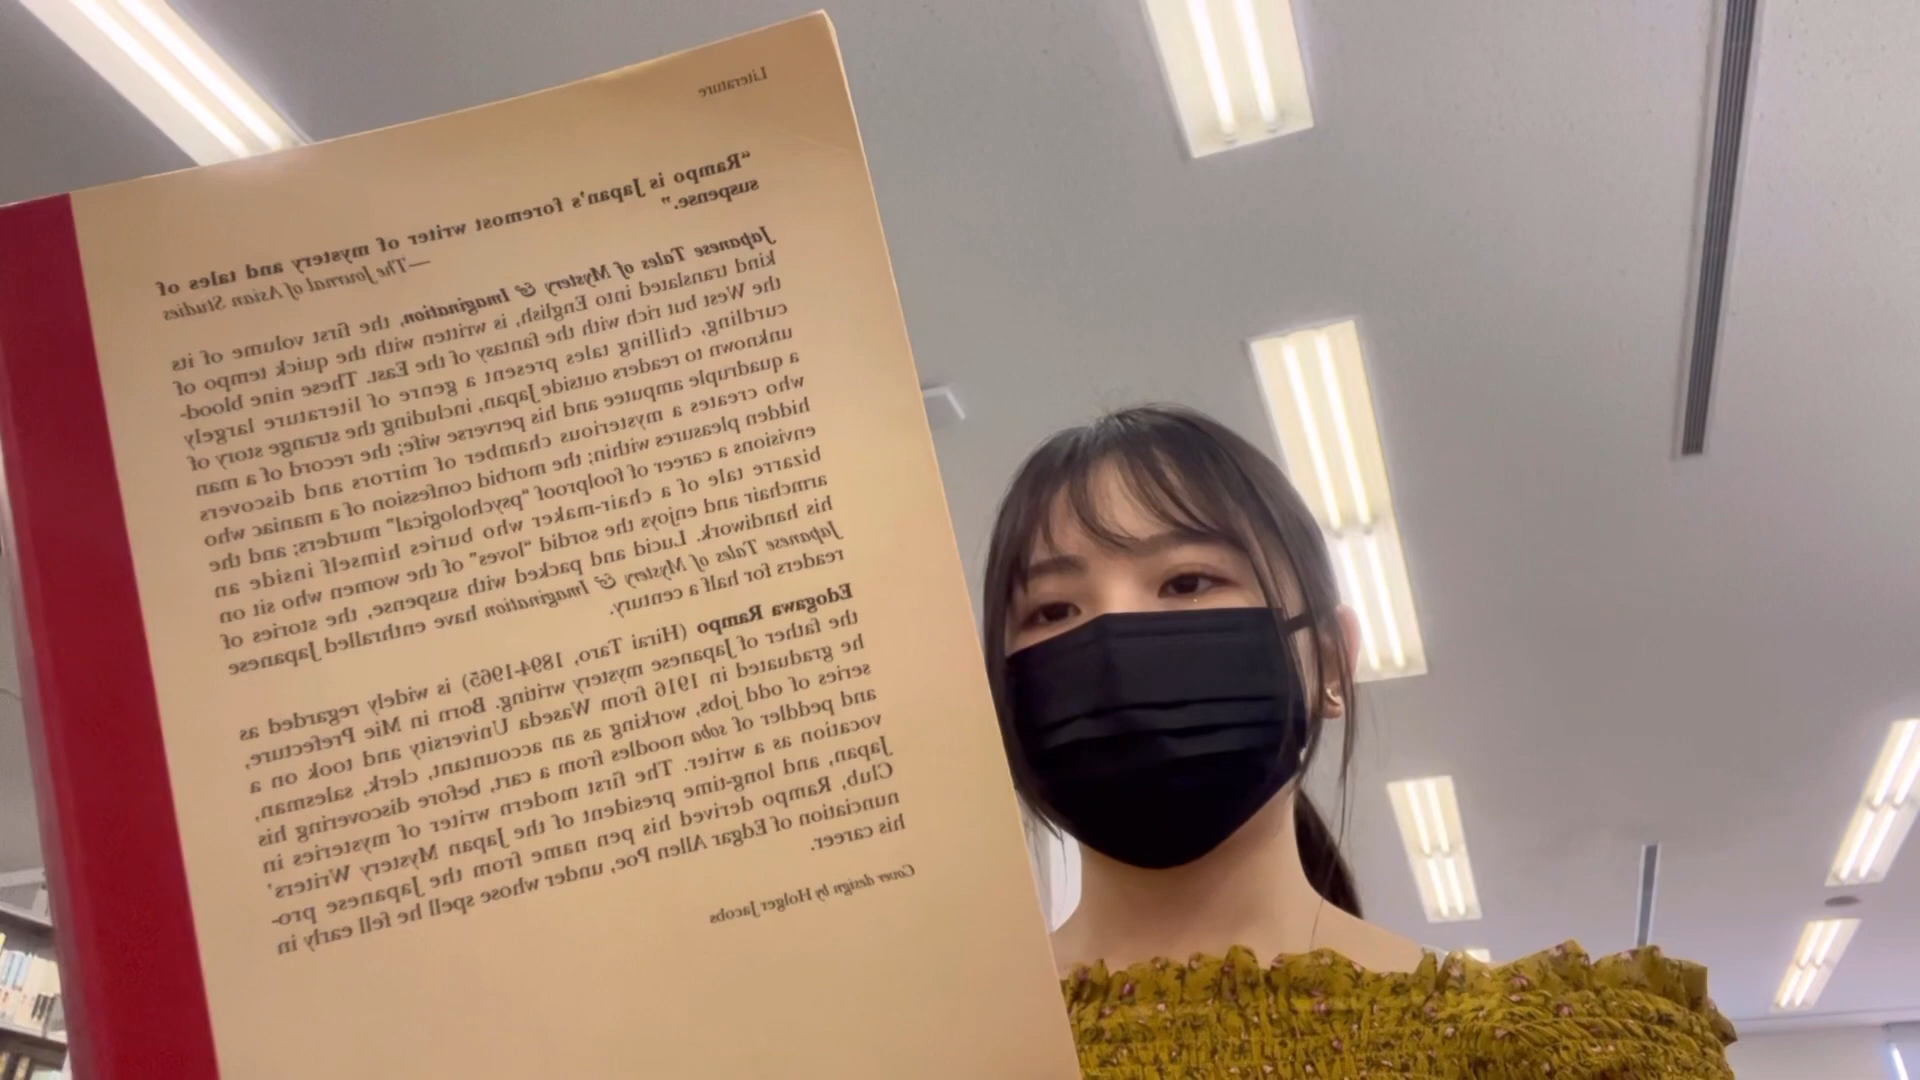 Literature
"Rampo is Japan's foremost writer of mystery and tales of
suspense."
—The Journal of Asian Studies
Japanese Tales of Mystery & Imagination, the first volume of its
kind translated into English, is written with the quick tempo of
the West but rich with the fantasy of the East. These nine blood-
curdling, chilling tales present a genre of literature largely
unknown to readers outside Japan, including the strange story of
a quadruple amputee and his perverse wife; the record of a man
who creates a mysterious chamber of mirrors and discovers
hidden pleasures within; the morbid confession of a maniac who
envisions a career of foolproof "psychological" murders; and the
bizarre tale of a chair-maker who buries himself inside an
armchair and enjoys the sordid "loves" of the women who sit on
his handiwork. Lucid and packed with suspense, the stories of
Japanese Tales of Mystery & Imagination have enthralled Japanese
readers for half a century.
Edogawa Rampo (Hirai Taro, 1894-1965) is widely regarded as
the father of Japanese mystery writing. Born in Mie Prefecture,
he graduated in 1916 from Waseda University and took on a
series of odd jobs, working as an accountant, clerk, salesman,
and peddler of soba noodles from a cart, before discovering his
vocation as a writer. The first modern writer of mysteries in
Japan, and long-time president of the Japan Mystery Writers'
Club, Rampo derived his pen name from the Japanese pro-
nunciation of Edgar Allen Poe, under whose spell he fell early in
his career.
Cover design by Holger Jacobs